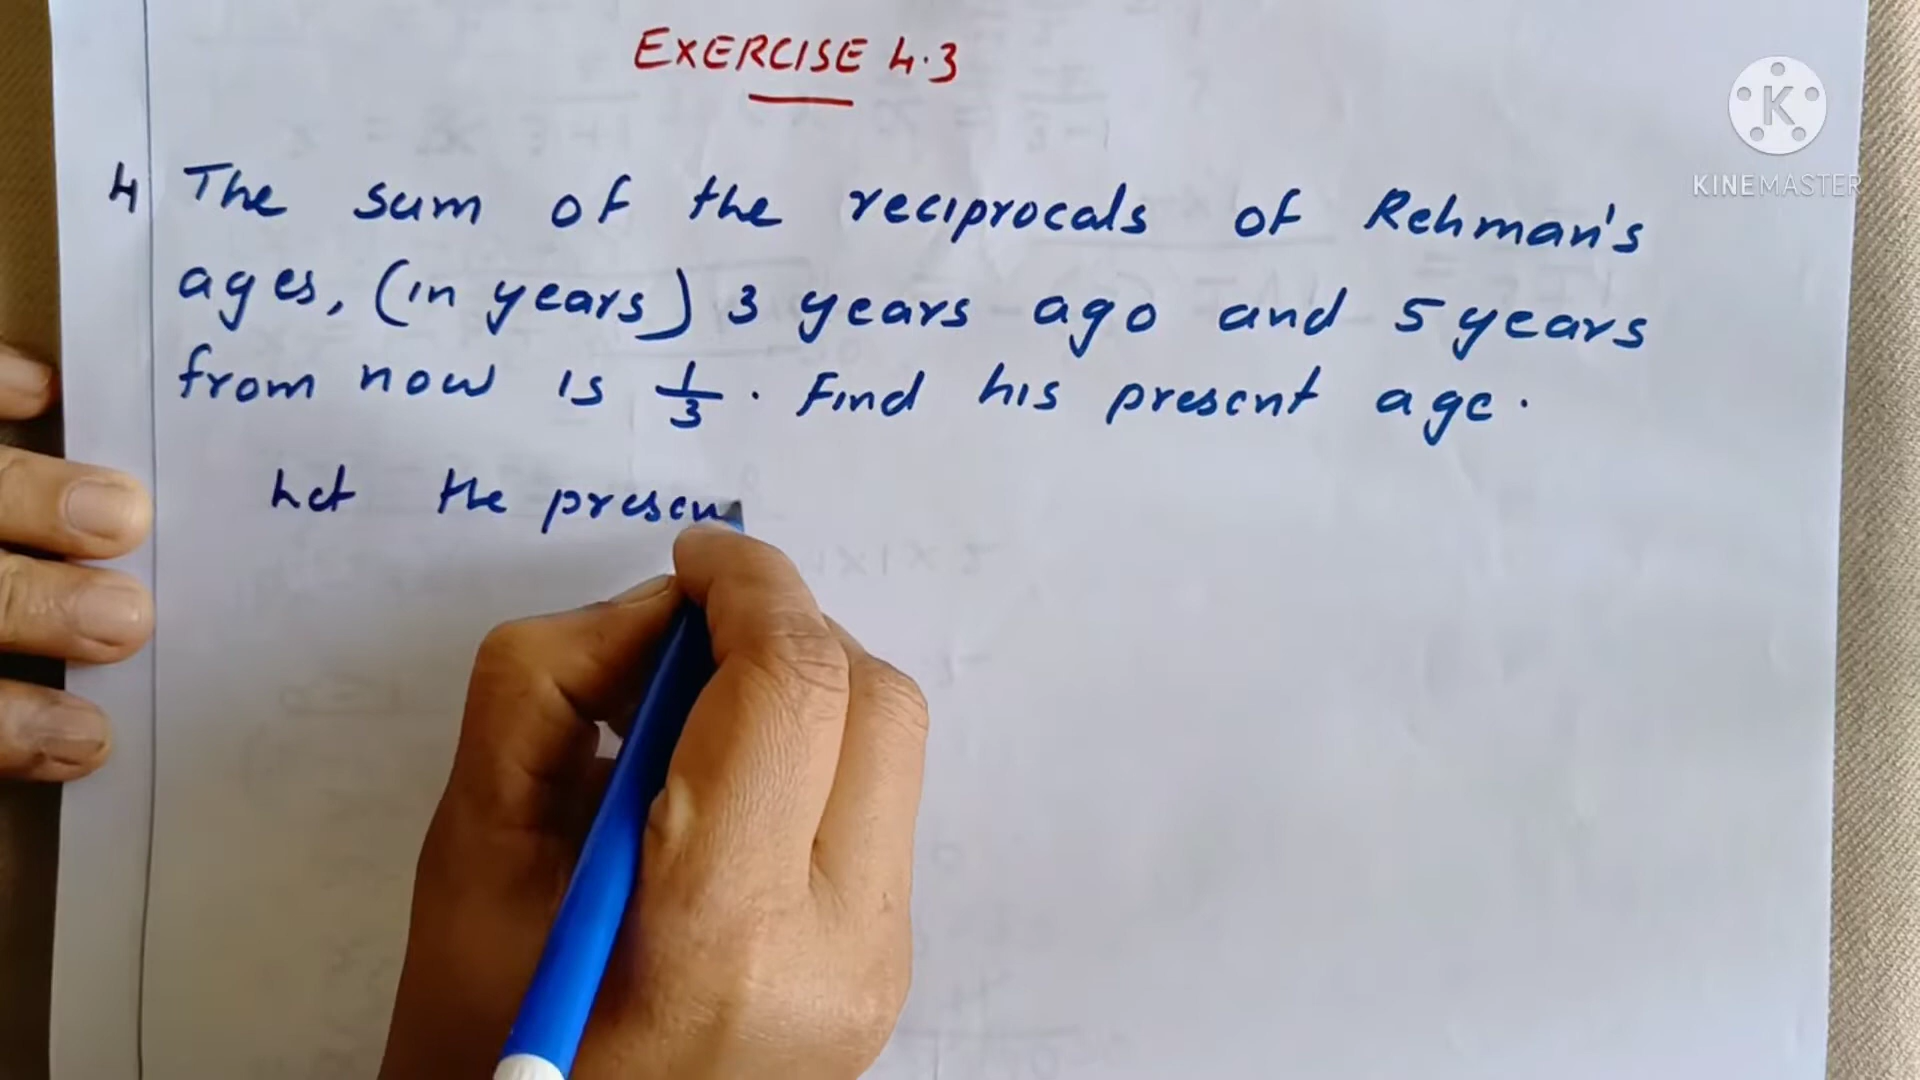 EXERCISE 4.3
K
KINEMASTER
4 The sum of the reciprocals of Rehman's
ages, (in years) 3 years ago and 5 years
from now is 1/3. Find his present age.
Let the presen